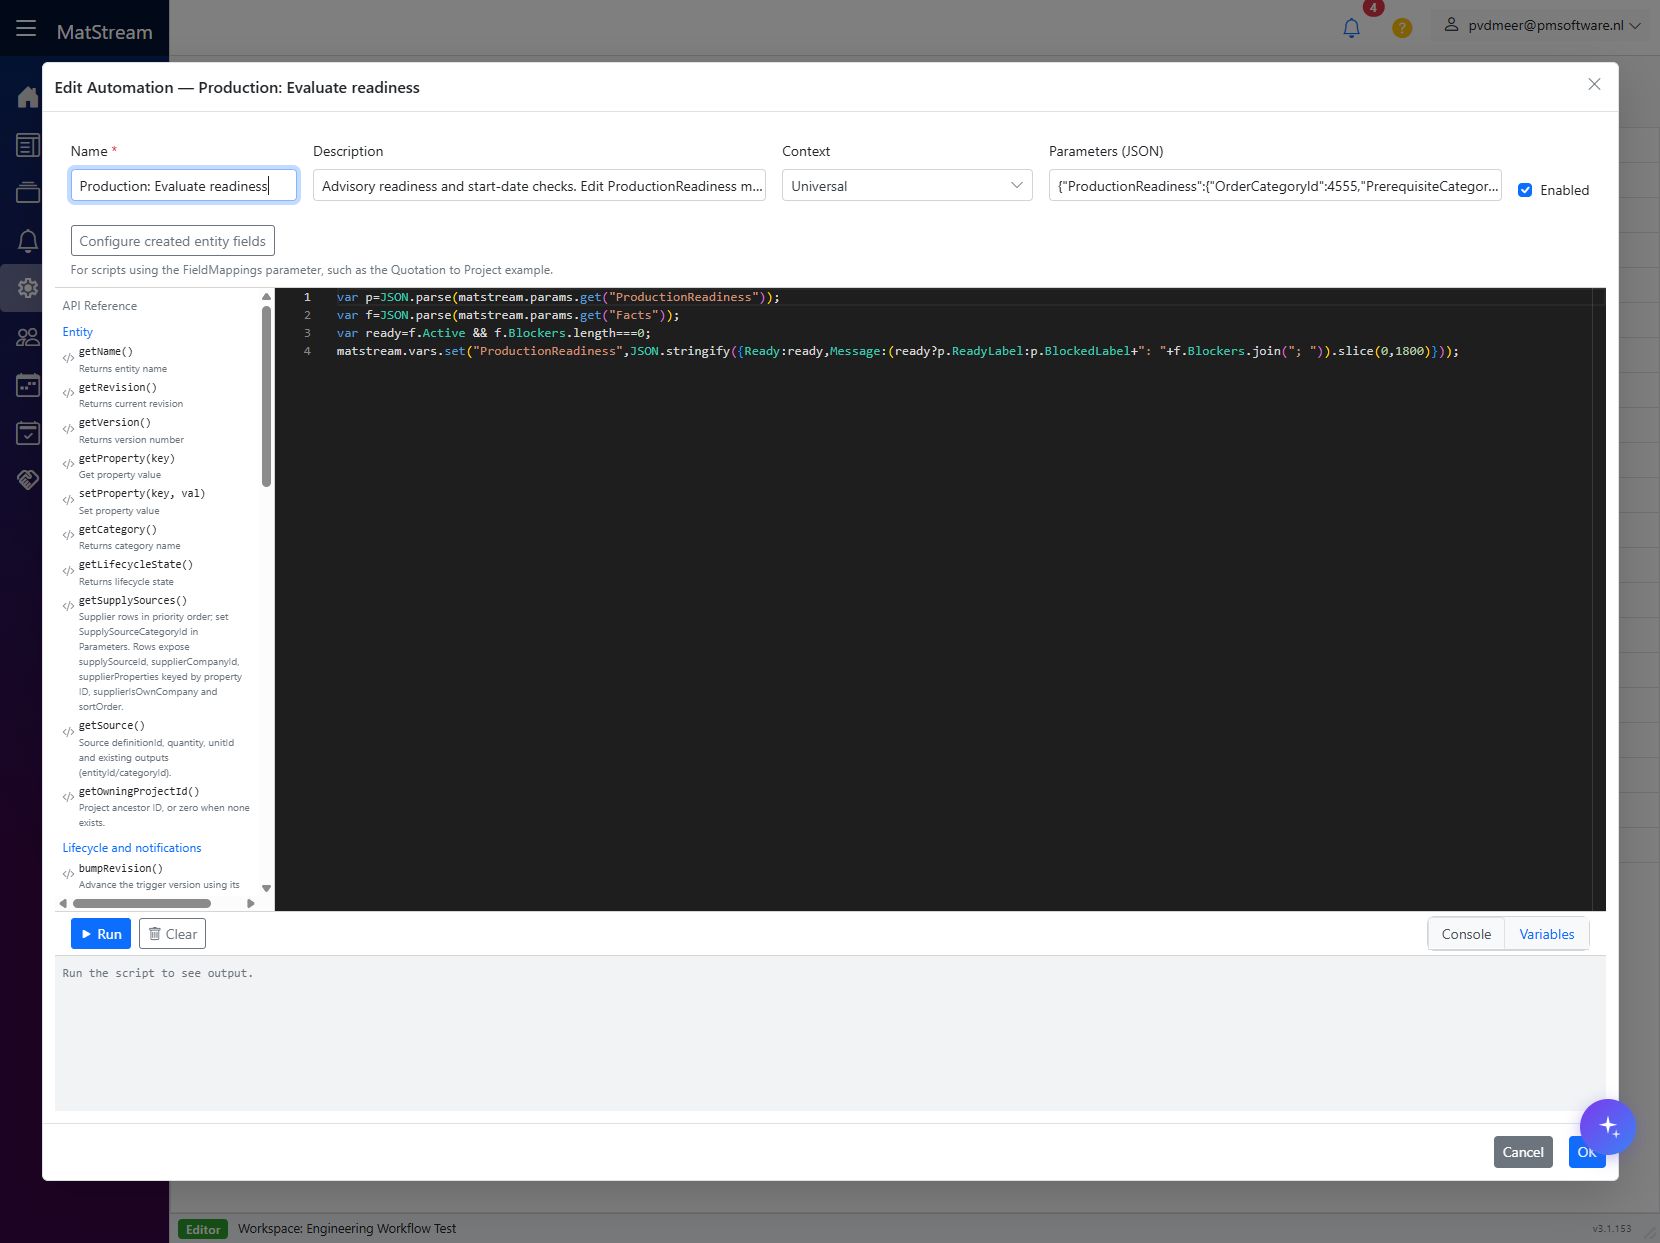 MatStream
4
?
pvdmeer@pmsoftware.nl
Edit Automation — Production: Evaluate readiness
Name *
Description
Context
Parameters (JSON)
Production: Evaluate readiness
Advisory readiness and start-date checks. Edit ProductionReadiness m...
Universal
{"ProductionReadiness":{"OrderCategoryId":4555,"PrerequisiteCategor...
Enabled
Configure created entity fields
For scripts using the FieldMappings parameter, such as the Quotation to Project example.
API Reference
Entity
</> getName()
Returns entity name
</> getRevision()
Returns current revision
</> getVersion()
Returns version number
</> getProperty(key)
Get property value
</> setProperty(key, val)
Set property value
</> getCategory()
Returns category name
</> getLifecycleState()
Returns lifecycle state
</> getSupplySources()
Supplier rows in priority order; set
SupplySourceCategoryId in
Parameters. Rows expose
supplySourceId, supplierCompanyId,
supplierProperties keyed by property
ID, supplierIsOwnCompany and
sortOrder.
</> getSource()
Source definitionId, quantity, unitId
and existing outputs
(entityId/categoryId).
</> getOwningProjectId()
Project ancestor ID, or zero when none
exists.
Lifecycle and notifications
</> bumpRevision()
Advance the trigger version using its
1 var p=JSON.parse(matstream.params.get("ProductionReadiness"));
2 var f=JSON.parse(matstream.params.get("Facts"));
3 var ready=f.Active && f.Blockers.length===0;
4 matstream.vars.set("ProductionReadiness",JSON.stringify({Ready:ready,Message:(ready?p.ReadyLabel:p.BlockedLabel+": "+f.Blockers.join("; ")).slice(0,1800)}));
Run
Clear
Console
Variables
Run the script to see output.
Cancel
OK
Editor
Workspace: Engineering Workflow Test
v3.1.153